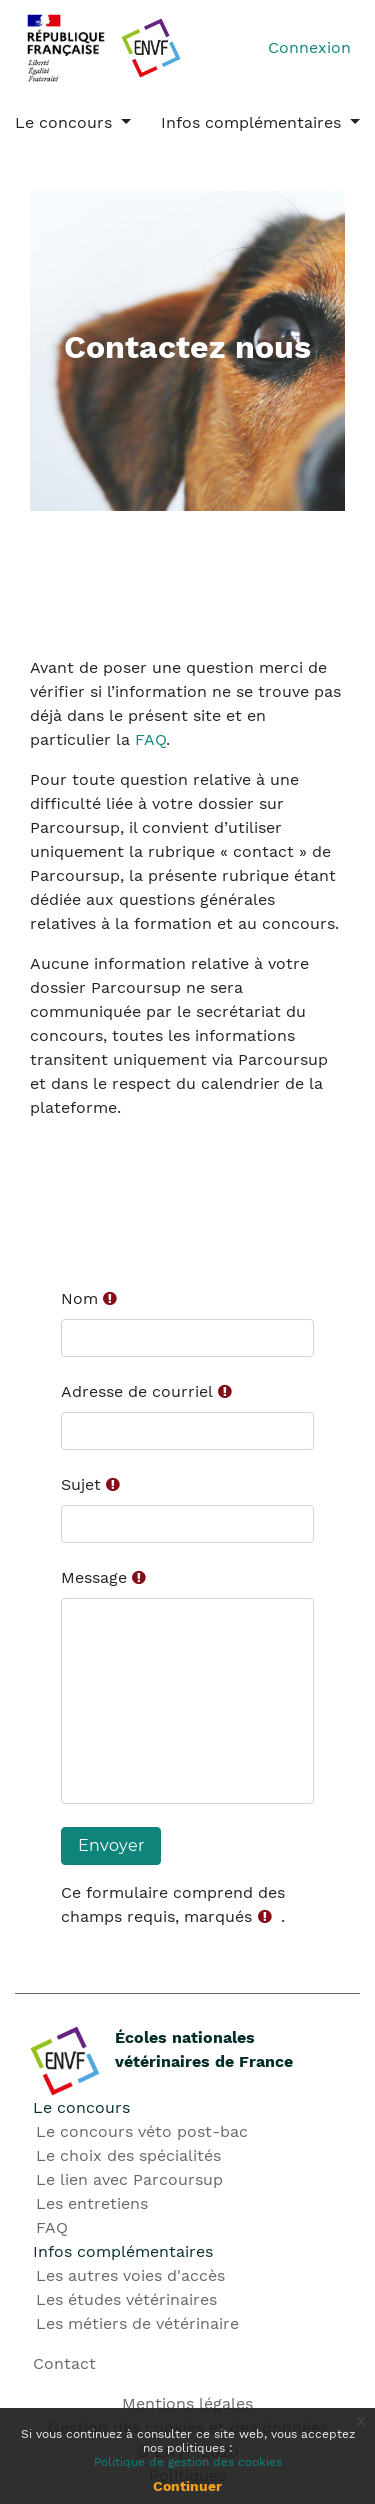 RÉPUBLIQUE
FRANÇAISE
Liberté
Égalité
Fraternité
ENVF
Connexion
Le concours
Infos complémentaires
Contactez nous
Avant de poser une question merci de
vérifier si l’information ne se trouve pas
déjà dans le présent site et en
particulier la FAQ.
Pour toute question relative à une
difficulté liée à votre dossier sur
Parcoursup, il convient d’utiliser
uniquement la rubrique « contact » de
Parcoursup, la présente rubrique étant
dédiée aux questions générales
relatives à la formation et au concours.
Aucune information relative à votre
dossier Parcoursup ne sera
communiquée par le secrétariat du
concours, toutes les informations
transitent uniquement via Parcoursup
et dans le respect du calendrier de la
plateforme.
Nom
Adresse de courriel
Sujet
Message
Envoyer
Ce formulaire comprend des
champs requis, marqués .
ENVF
Écoles nationales
vétérinaires de France
Le concours
Le concours véto post-bac
Le choix des spécialités
Le lien avec Parcoursup
Les entretiens
FAQ
Infos complémentaires
Les autres voies d'accès
Les études vétérinaires
Les métiers de vétérinaire
Contact
Mentions légales
x
Gestion des cookies et des données
Si vous continuez à consulter ce site web, vous acceptez
nos politiques :
Politique de gestion des cookies
Politiques
Continuer